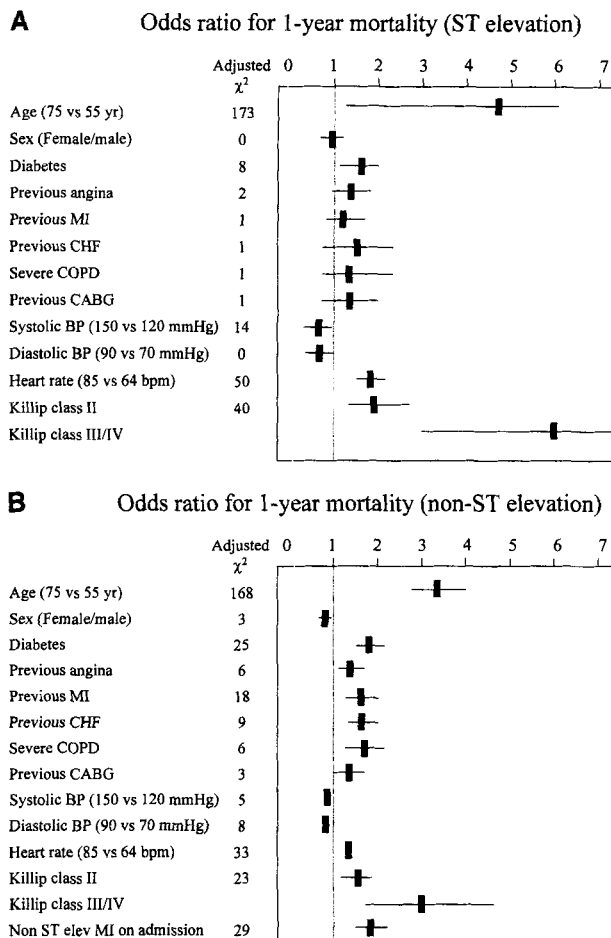 A Odds ratio for 1-year mortality (ST elevation)
Adjusted 0 1 2 3 4 5 6 7
χ²
Age (75 vs 55 yr) 173
Sex (Female/male) 0
Diabetes 8
Previous angina 2
Previous MI 1
Previous CHF 1
Severe COPD 1
Previous CABG 1
Systolic BP (150 vs 120 mmHg) 14
Diastolic BP (90 vs 70 mmHg) 0
Heart rate (85 vs 64 bpm) 50
Killip class II 40
Killip class III/IV
B Odds ratio for 1-year mortality (non-ST elevation)
Adjusted 0 1 2 3 4 5 6 7
χ²
Age (75 vs 55 yr) 168
Sex (Female/male) 3
Diabetes 25
Previous angina 6
Previous MI 18
Previous CHF 9
Severe COPD 6
Previous CABG 3
Systolic BP (150 vs 120 mmHg) 5
Diastolic BP (90 vs 70 mmHg) 8
Heart rate (85 vs 64 bpm) 33
Killip class II 23
Killip class III/IV
Non ST elev MI on admission 29